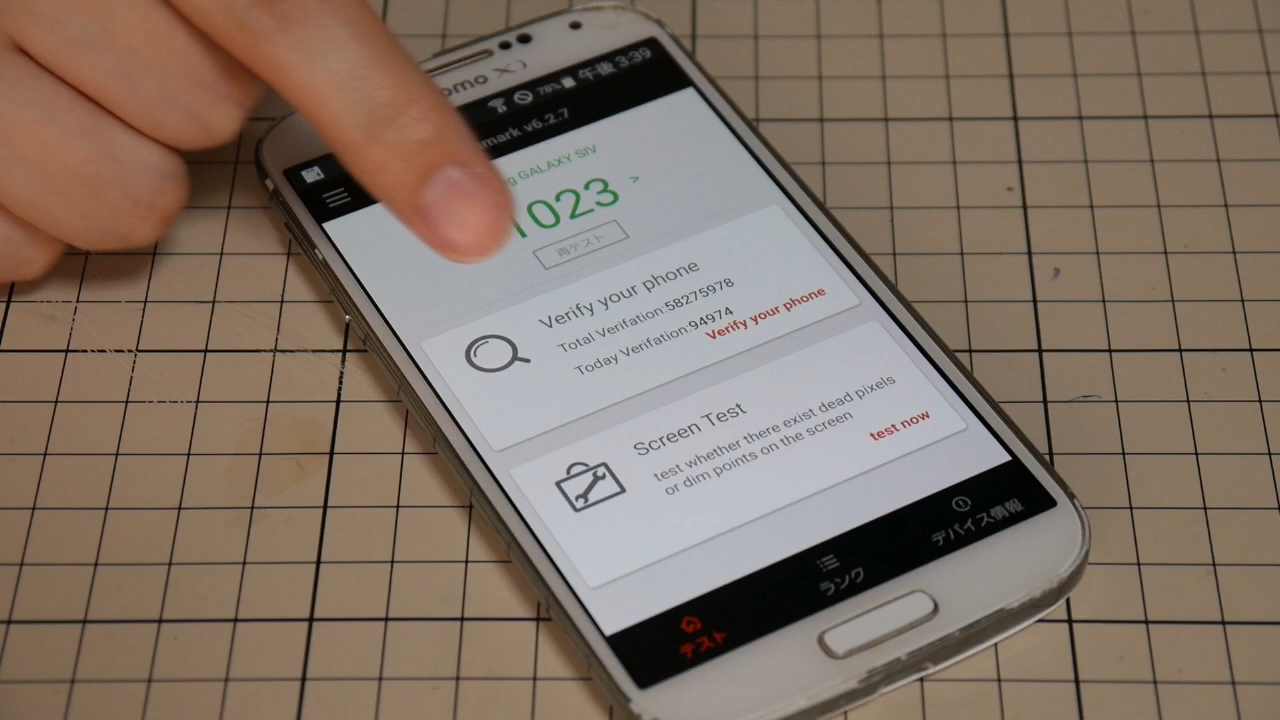 omo Xi
78% 午後 3:39
mark v6.2.7
g GALAXY SIV
1023 >
再テスト
Verify your phone
Total Verifation:58275978
Today Verifation:94974
Verify your phone
Screen Test
test whether there exist dead pixels
or dim points on the screen
test now
テスト
ランク
デバイス情報